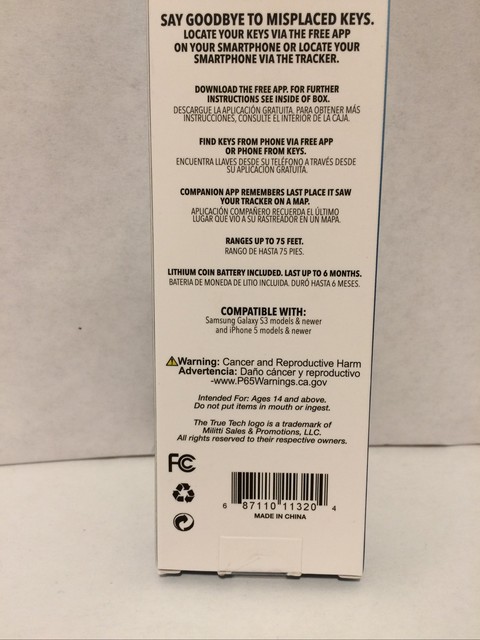 SAY GOODBYE TO MISPLACED KEYS.
LOCATE YOUR KEYS VIA THE FREE APP
ON YOUR SMARTPHONE OR LOCATE YOUR
SMARTPHONE VIA THE TRACKER.
DOWNLOAD THE FREE APP. FOR FURTHER
INSTRUCTIONS SEE INSIDE OF BOX.
DESCARGUE LA APLICACIÓN GRATUITA. PARA OBTENER MÁS
INSTRUCCIONES, CONSULTE EL INTERIOR DE LA CAJA.
FIND KEYS FROM PHONE VIA FREE APP
OR PHONE FROM KEYS.
ENCUENTRA LLAVES DESDE SU TELÉFONO A TRAVÉS DESDE
SU APLICACIÓN GRATUITA.
COMPANION APP REMEMBERS LAST PLACE IT SAW
YOUR TRACKER ON A MAP.
APLICACIÓN COMPAÑERO RECUERDA EL ÚLTIMO
LUGAR QUE VIO A SU RASTREADOR EN UN MAPA.
RANGES UP TO 75 FEET.
RANGO DE HASTA 75 PIES.
LITHIUM COIN BATTERY INCLUDED. LAST UP TO 6 MONTHS.
BATERIA DE MONEDA DE LITIO INCLUIDA. DURÓ HASTA 6 MESES.
COMPATIBLE WITH:
Samsung Galaxy S3 models & newer
and iPhone 5 models & newer
Warning: Cancer and Reproductive Harm
Advertencia: Daño cáncer y reproductivo
-www.P65Warnings.ca.gov
Intended For: Ages 14 and above.
Do not put items in mouth or ingest.
The True Tech logo is a trademark of
Militti Sales & Promotions, LLC.
All rights reserved to their respective owners.
FC
6 87110 11320 4
MADE IN CHINA